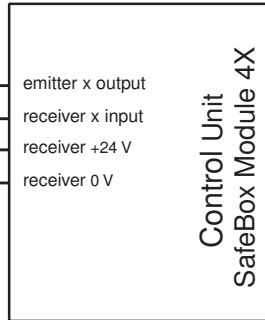 emitter x output
receiver x input
receiver +24 V
receiver 0 V
Control Unit
SafeBox Module 4X